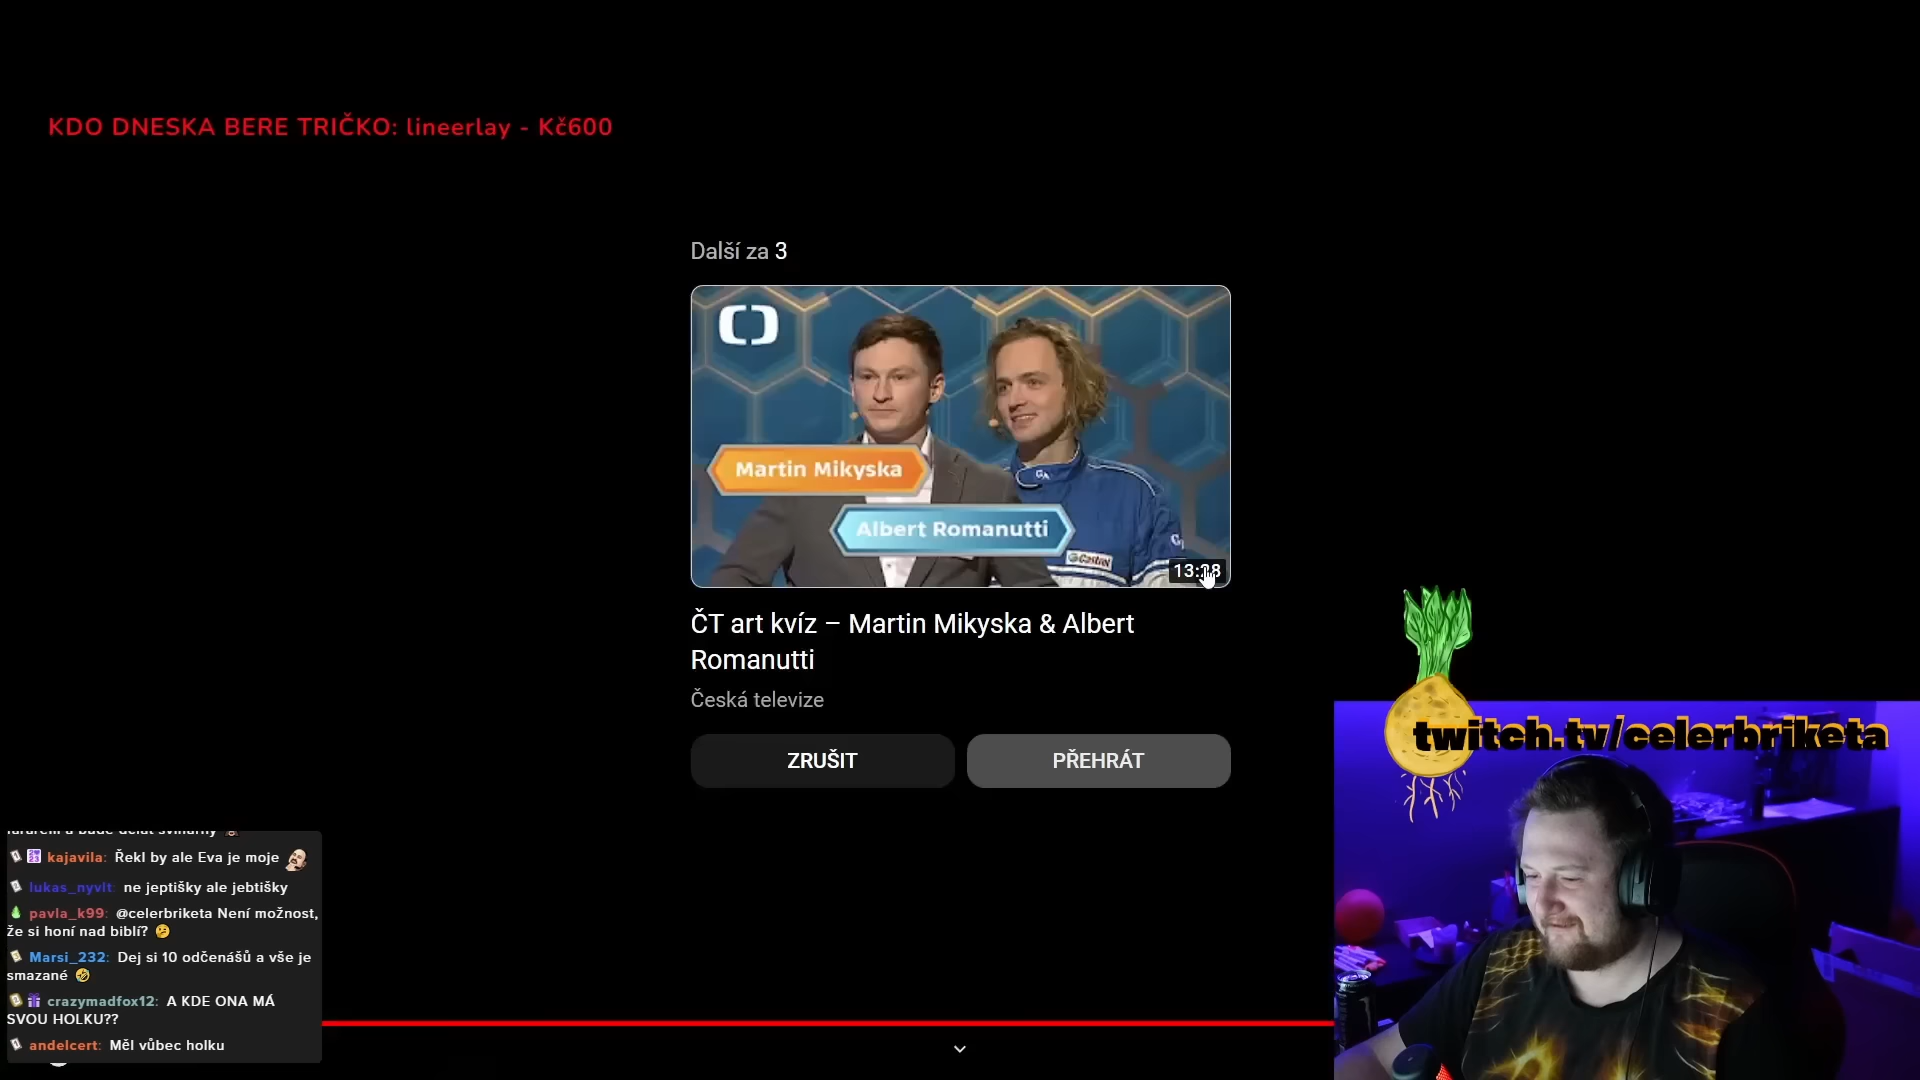 KDO DNESKA BERE TRIČKO: lineerlay - Kč600
Další za 3
Martin Mikyska
Albert Romanutti
Castrol
ČT art kvíz – Martin Mikyska & Albert
Romanutti
Česká televize
ZRUŠIT
PŘEHRÁT
twitch.tv/celerbriketa
kajavila: Řekl by ale Eva je moje
lukas_nyvlt: ne jeptišky ale jebtišky
pavla_k99: @celerbriketa Není možnost,
že si honí nad biblí? 🤔
Marsi_232: Dej si 10 odčenášů a vše je
smazané 🤣
crazymadfox12: A KDE ONA MÁ
SVOU HOLKU??
andelcert: Měl vůbec holku